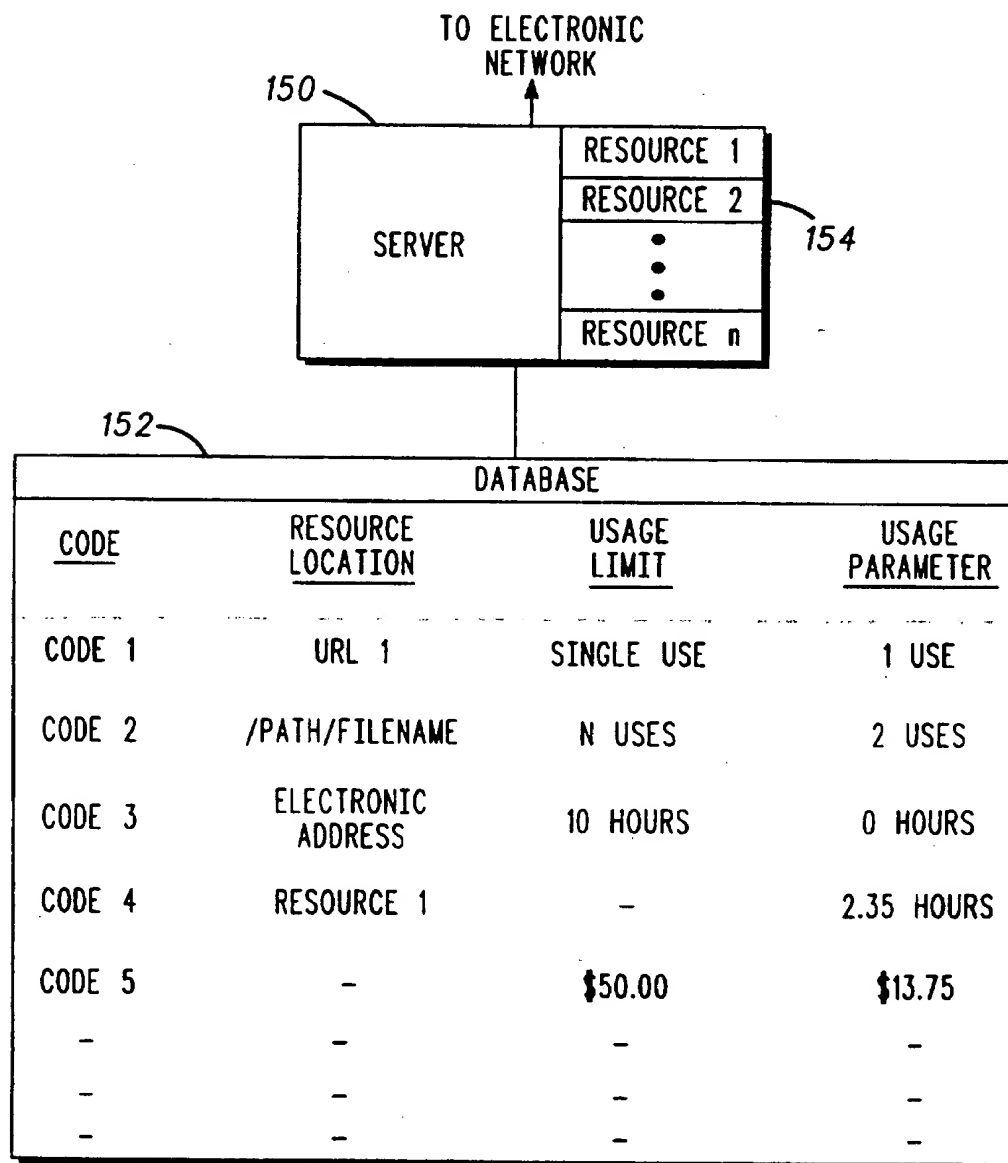 TO ELECTRONIC
NETWORK
150
SERVER
RESOURCE 1
RESOURCE 2
RESOURCE n
154
152
DATABASE
CODE RESOURCE LOCATION USAGE LIMIT USAGE PARAMETER
CODE 1 URL 1 SINGLE USE 1 USE
CODE 2 /PATH/FILENAME N USES 2 USES
CODE 3 ELECTRONIC ADDRESS 10 HOURS 0 HOURS
CODE 4 RESOURCE 1 – 2.35 HOURS
CODE 5 – $50.00 $13.75
– – – –
– – – –
– – – –